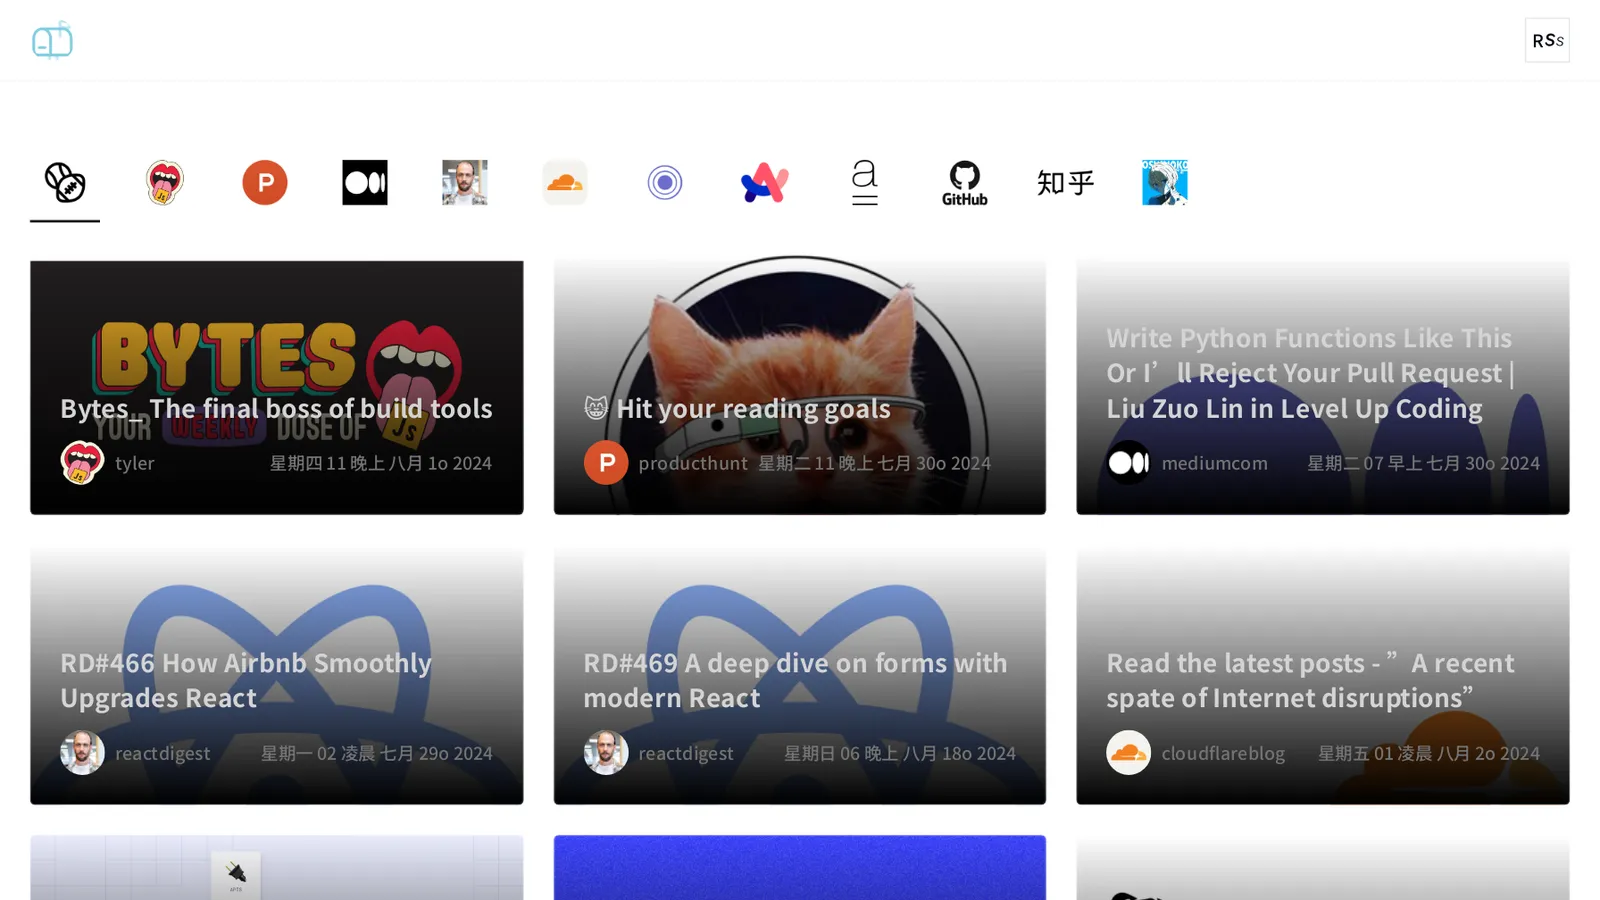 RSs
P
JS
GitHub
知乎
OSHINOKO
BYTES
YOUR WEEKLY DOSE OF JS
Bytes_ The final boss of build tools
tyler
星期四 11 晚上 八月 1o 2024
😸 Hit your reading goals
P
producthunt
星期二 11 晚上 七月 30o 2024
Write Python Functions Like This
Or I’ll Reject Your Pull Request |
Liu Zuo Lin in Level Up Coding
mediumcom
星期二 07 早上 七月 30o 2024
RD#466 How Airbnb Smoothly
Upgrades React
reactdigest
星期一 02 凌晨 七月 29o 2024
RD#469 A deep dive on forms with
modern React
reactdigest
星期日 06 晚上 八月 18o 2024
Read the latest posts - ”A recent
spate of Internet disruptions”
cloudflareblog
星期五 01 凌晨 八月 2o 2024